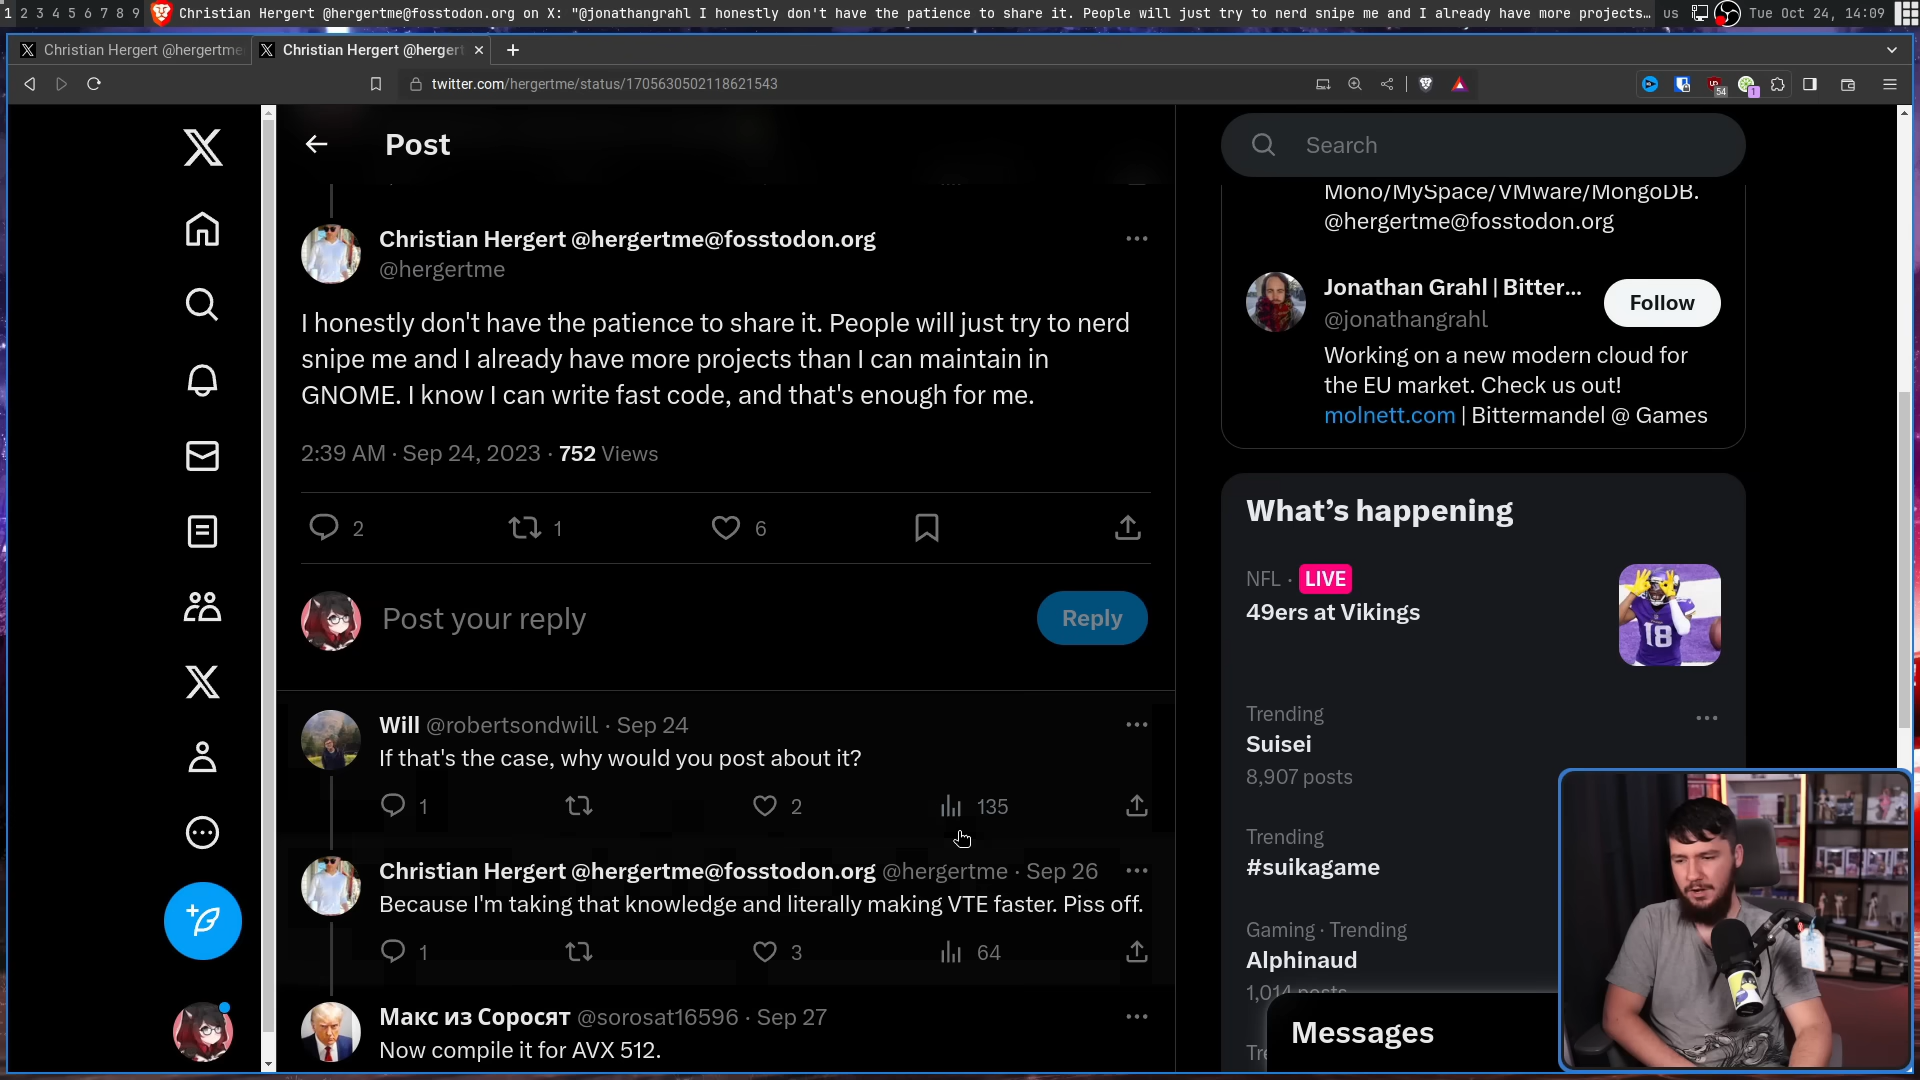 1 2 3 4 5 6 7 8 9 Christian Hergert @hergertme@fosstodon.org on X: "@jonathangrahl I honestly don't have the patience to share it. People will just try to nerd snipe me and I already have more projects… us Tue Oct 24, 14:09
Christian Hergert @hergertme
Christian Hergert @herger
twitter.com/hergertme/status/1705630502118621543
54
1
Post
Christian Hergert @hergertme@fosstodon.org
@hergertme
I honestly don't have the patience to share it. People will just try to nerd
snipe me and I already have more projects than I can maintain in
GNOME. I know I can write fast code, and that's enough for me.
2:39 AM · Sep 24, 2023 · 752 Views
2
1
6
Post your reply
Reply
Will @robertsondwill · Sep 24
If that's the case, why would you post about it?
1
2
135
Christian Hergert @hergertme@fosstodon.org @hergertme · Sep 26
Because I'm taking that knowledge and literally making VTE faster. Piss off.
1
3
64
Макс из Соросят @sorosat16596 · Sep 27
Now compile it for AVX 512.
Search
Mono/MySpace/VMware/MongoDB.
@hergertme@fosstodon.org
Jonathan Grahl | Bitter...
@jonathangrahl
Follow
Working on a new modern cloud for
the EU market. Check us out!
molnett.com | Bittermandel @ Games
What's happening
NFL · LIVE
49ers at Vikings
18
Trending
Suisei
8,907 posts
Trending
#suikagame
Gaming · Trending
Alphinaud
1,014 posts
Messages